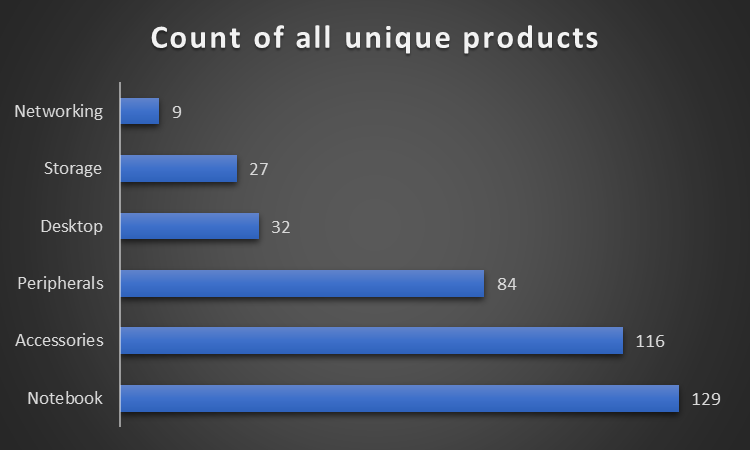 Count of all unique products
Networking 9
Storage 27
Desktop 32
Peripherals 84
Accessories 116
Notebook 129